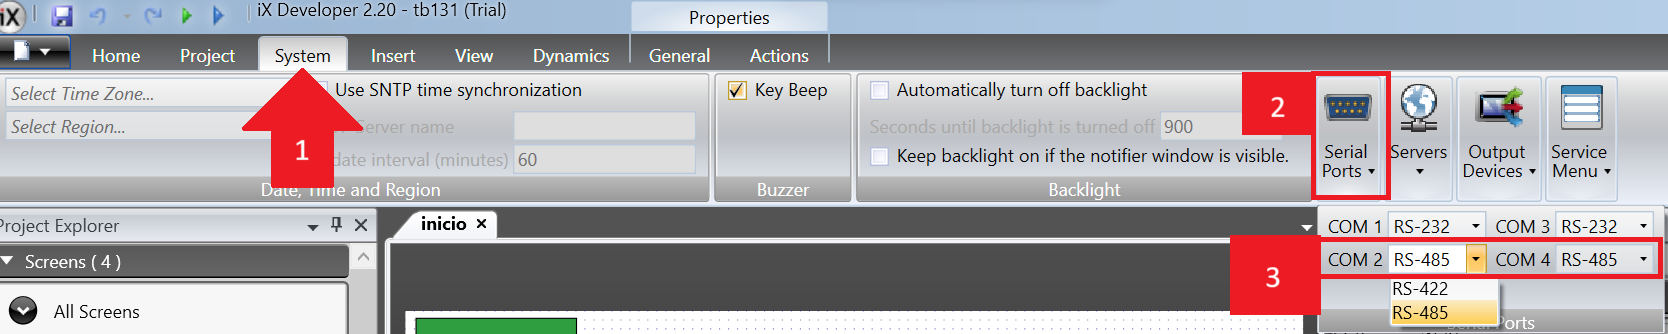 iX
iX Developer 2.20 - tb131 (Trial)
Properties
Home Project System Insert View Dynamics General Actions
Select Time Zone...
Use SNTP time synchronization
Select Region...
Server name
1
date interval (minutes) 60
Date, Time and Region
Key Beep
Buzzer
Automatically turn off backlight
Seconds until backlight is turned off 900
Keep backlight on if the notifier window is visible.
Backlight
2
Serial Ports
Servers
Output Devices
Service Menu
Project Explorer
Screens ( 4 )
All Screens
inicio
COM 1 RS-232 COM 3 RS-232
3
COM 2 RS-485 COM 4 RS-485
RS-422
RS-485
Ports